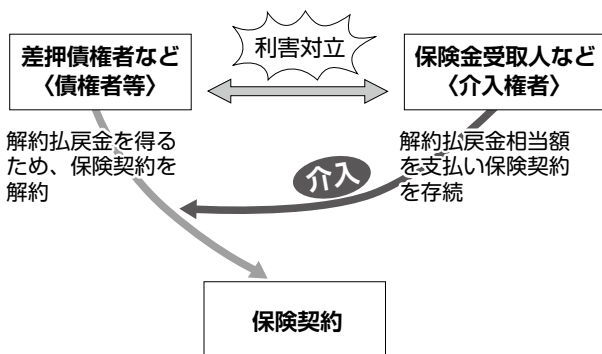 差押債権者など
〈債権者等〉
利害対立
保険金受取人など
〈介入権者〉
解約払戻金を得る
ため、保険契約を
解約
解約払戻金相当額
を支払い保険契約
を存続
介入
保険契約